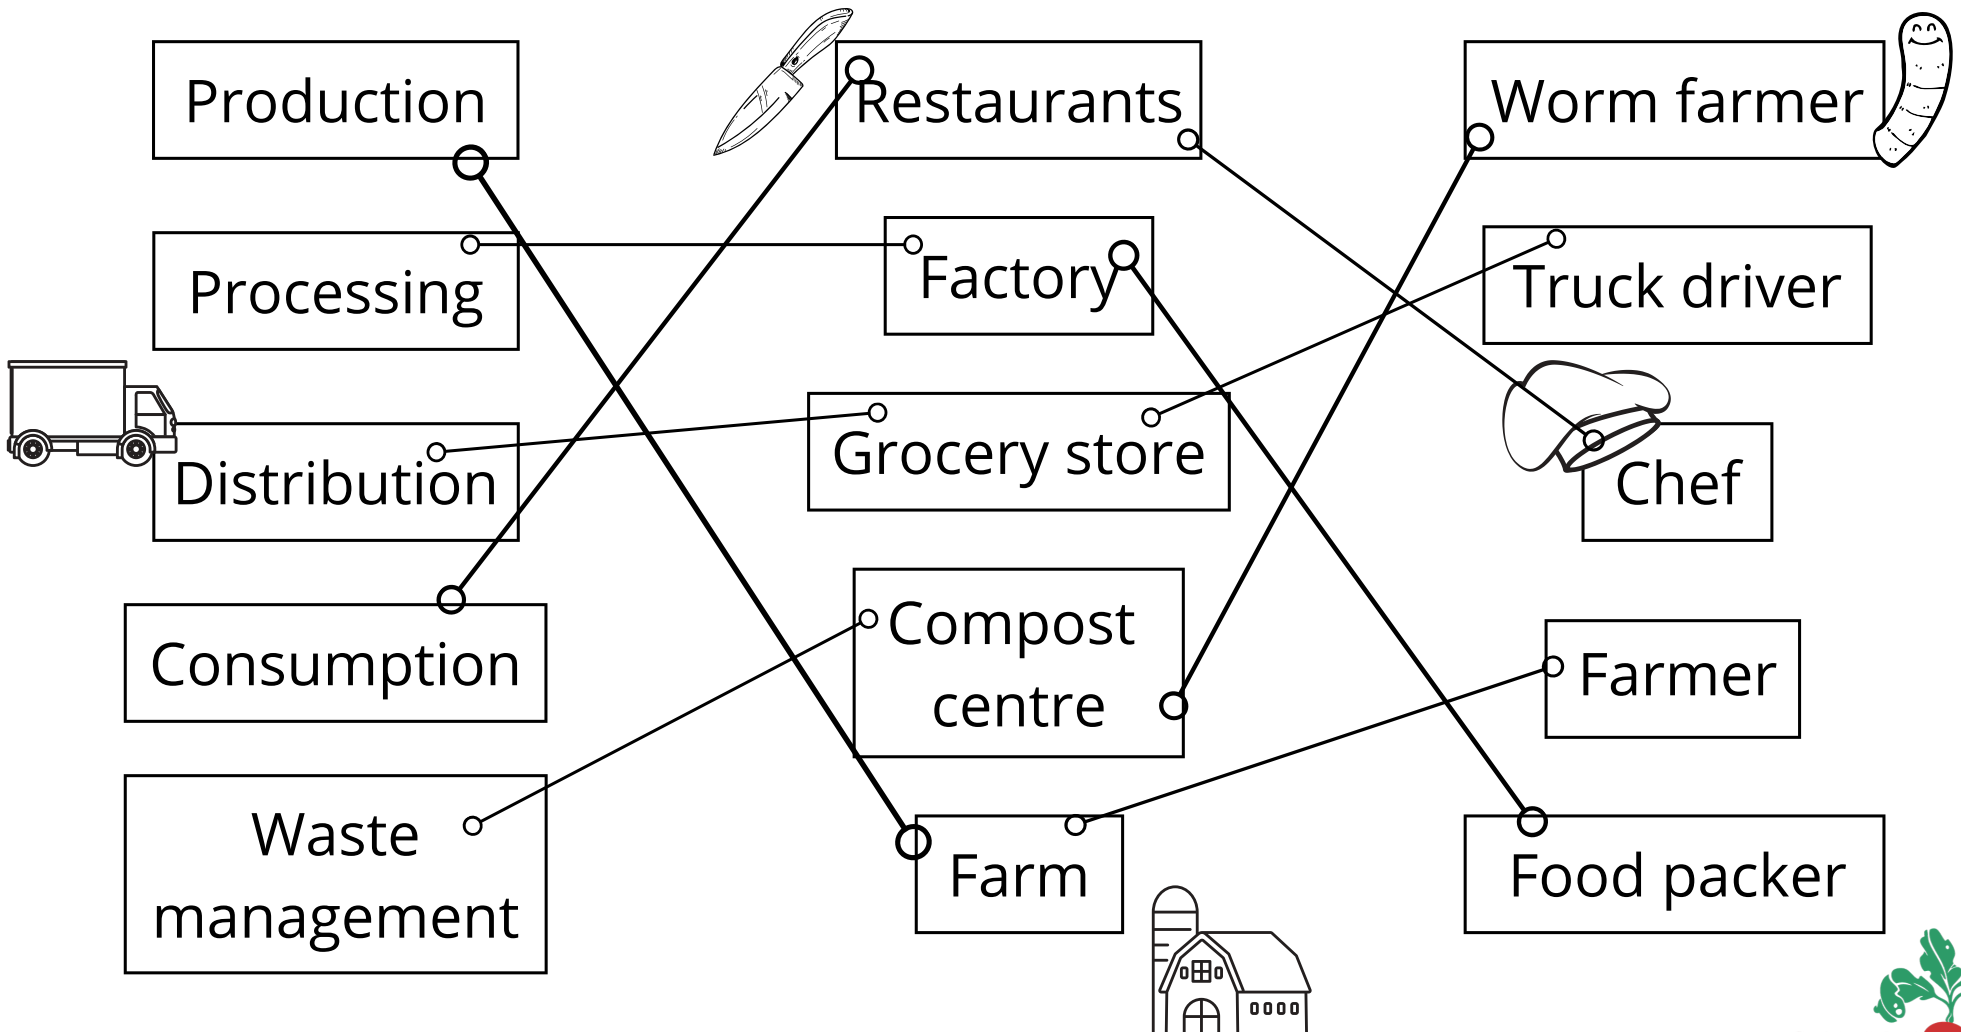 Production
Restaurants
Worm farmer
Processing
Factory
Truck driver
Distribution
Grocery store
Chef
Consumption
Compost
centre
Farmer
Waste
management
Farm
Food packer